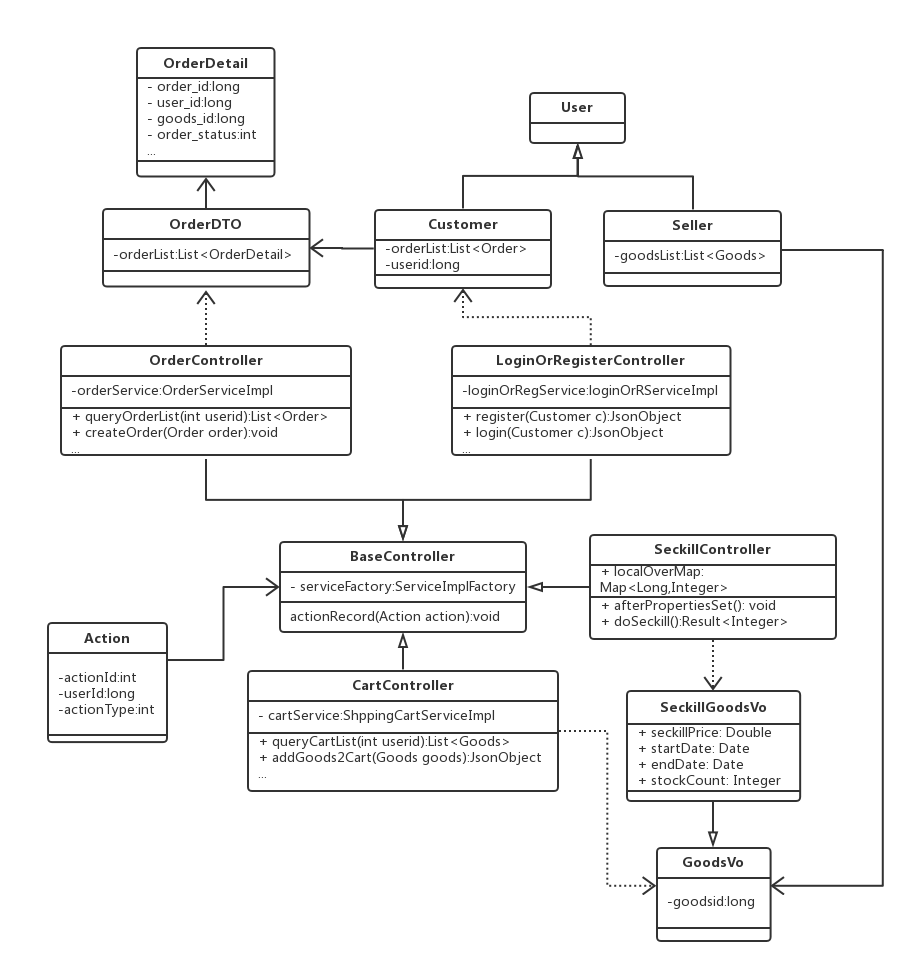 OrderDetail
- order_id:long
- user_id:long
- goods_id:long
- order_status:int
...
User
OrderDTO
-orderList:List<OrderDetail>
Customer
-orderList:List<Order>
-userid:long
Seller
-goodsList:List<Goods>
OrderController
-orderService:OrderServiceImpl
+ queryOrderList(int userid):List<Order>
+ createOrder(Order order):void
...
LoginOrRegisterController
-loginOrRegService:loginOrRServiceImpl
+ register(Customer c):JsonObject
+ login(Customer c):JsonObject
...
BaseController
- serviceFactory:ServiceImplFactory
actionRecord(Action action):void
SeckillController
+ localOverMap:
Map<Long,Integer>
+ afterPropertiesSet(): void
+ doSeckill():Result<Integer>
Action
-actionId:int
-userId:long
-actionType:int
CartController
- cartService:ShppingCartServiceImpl
+ queryCartList(int userid):List<Goods>
+ addGoods2Cart(Goods goods):JsonObject
...
SeckillGoodsVo
+ seckillPrice: Double
+ startDate: Date
+ endDate: Date
+ stockCount: Integer
GoodsVo
-goodsid:long